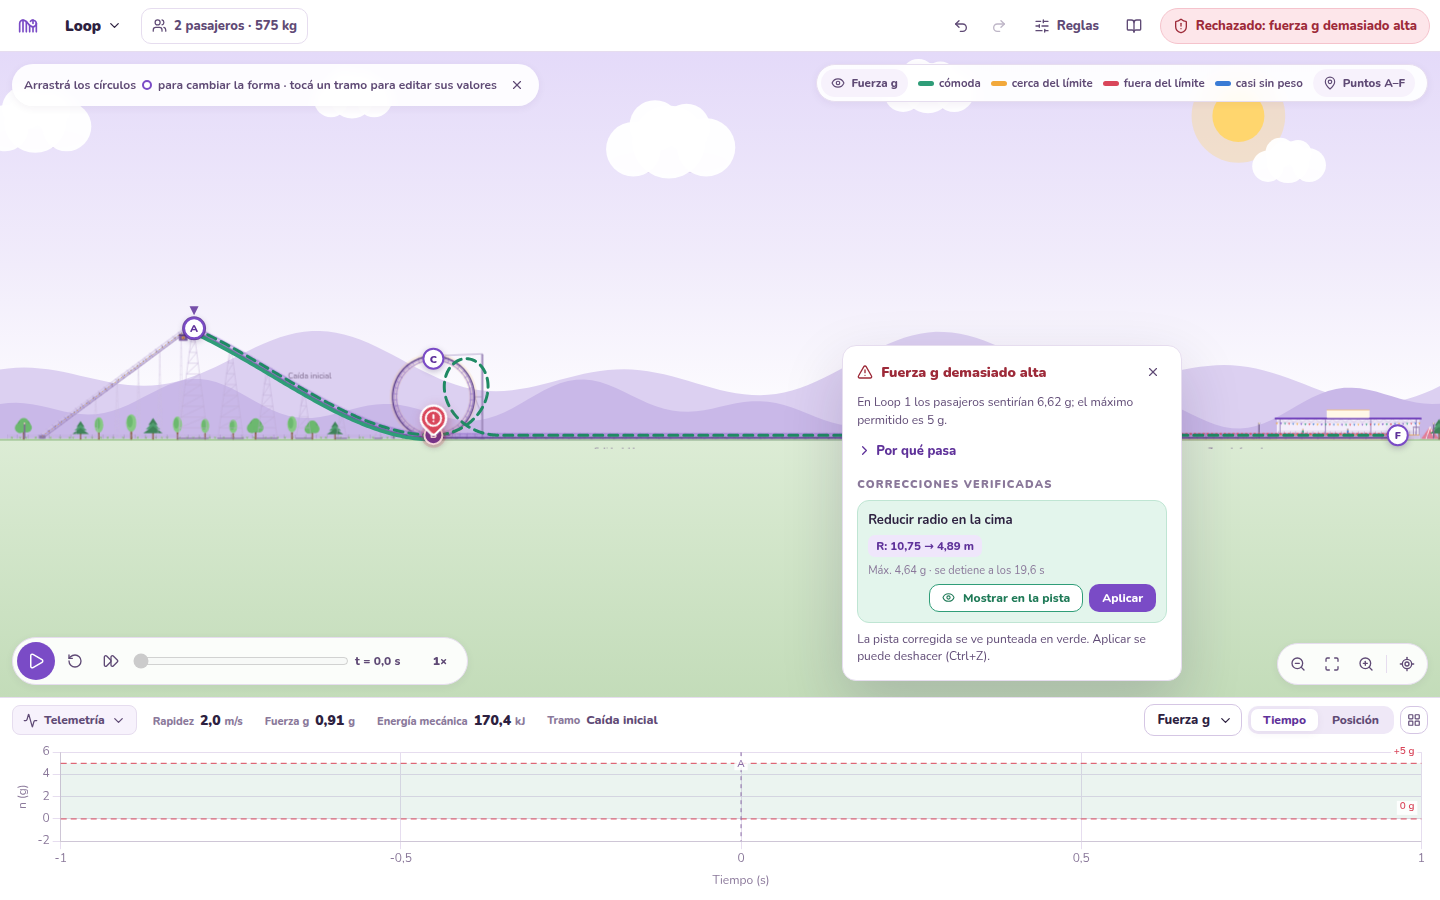 Loop
2 pasajeros · 575 kg
Reglas
Rechazado: fuerza g demasiado alta
Arrastrá los círculos para cambiar la forma · tocá un tramo para editar sus valores
Fuerza g
cómoda
cerca del límite
fuera del límite
casi sin peso
Puntos A–F
A
Caída inicial
C
F
Fuerza g demasiado alta
En Loop 1 los pasajeros sentirían 6,62 g; el máximo
permitido es 5 g.
Por qué pasa
CORRECCIONES VERIFICADAS
Reducir radio en la cima
R: 10,75 → 4,89 m
Máx. 4,64 g · se detiene a los 19,6 s
Mostrar en la pista
Aplicar
La pista corregida se ve punteada en verde. Aplicar se
puede deshacer (Ctrl+Z).
t = 0,0 s
1×
Telemetría
Rapidez 2,0 m/s
Fuerza g 0,91 g
Energía mecánica 170,4 kJ
Tramo Caída inicial
Fuerza g
Tiempo
Posición
n (g)
6
4
2
0
-2
+5 g
0 g
A
-1
-0,5
0
0,5
1
Tiempo (s)